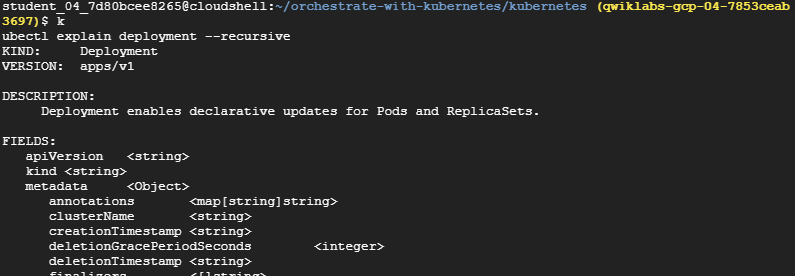 student_04_7d80bcee8265@cloudshell:~/orchestrate-with-kubernetes/kubernetes (qwiklabs-gcp-04-7853ceab
3697)$ k
ubectl explain deployment --recursive
KIND:     Deployment
VERSION:  apps/v1
DESCRIPTION:
     Deployment enables declarative updates for Pods and ReplicaSets.
FIELDS:
   apiVersion   <string>
   kind <string>
   metadata     <Object>
      annotations       <map[string]string>
      clusterName       <string>
      creationTimestamp <string>
      deletionGracePeriodSeconds        <integer>
      deletionTimestamp <string>
      finalizers        <[]string>